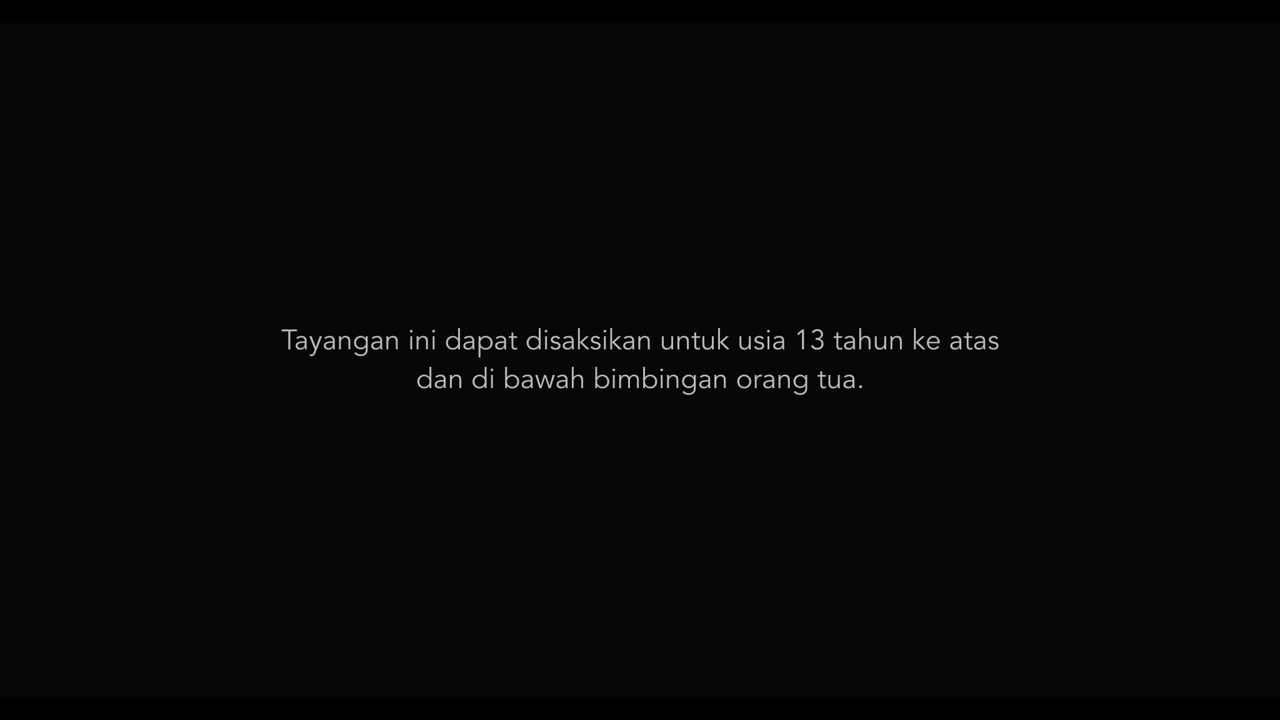 Tayangan ini dapat disaksikan untuk usia 13 tahun ke atas
dan di bawah bimbingan orang tua.